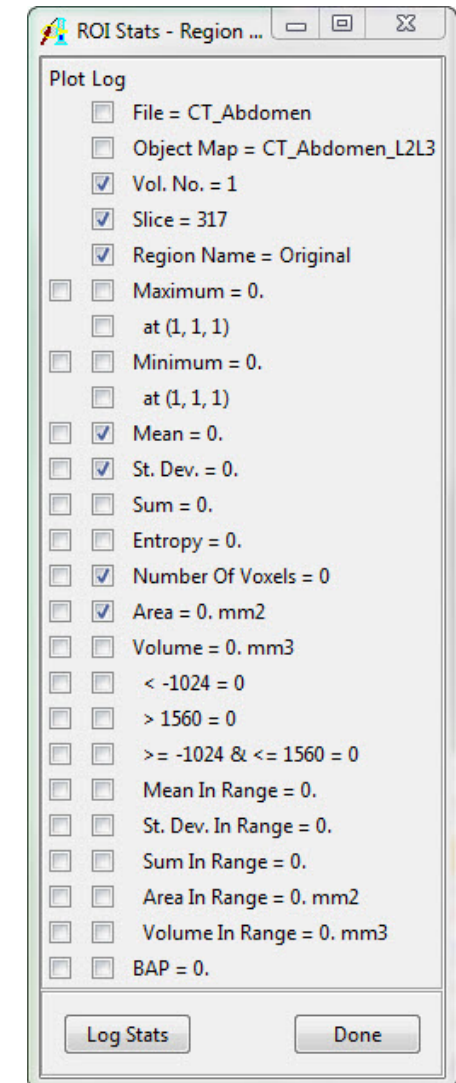 ROI Stats - Region ...
Plot Log
File = CT_Abdomen
Object Map = CT_Abdomen_L2L3
Vol. No. = 1
Slice = 317
Region Name = Original
Maximum = 0.
at (1, 1, 1)
Minimum = 0.
at (1, 1, 1)
Mean = 0.
St. Dev. = 0.
Sum = 0.
Entropy = 0.
Number Of Voxels = 0
Area = 0. mm2
Volume = 0. mm3
< -1024 = 0
> 1560 = 0
>= -1024 & <= 1560 = 0
Mean In Range = 0.
St. Dev. In Range = 0.
Sum In Range = 0.
Area In Range = 0. mm2
Volume In Range = 0. mm3
BAP = 0.
Log Stats Done